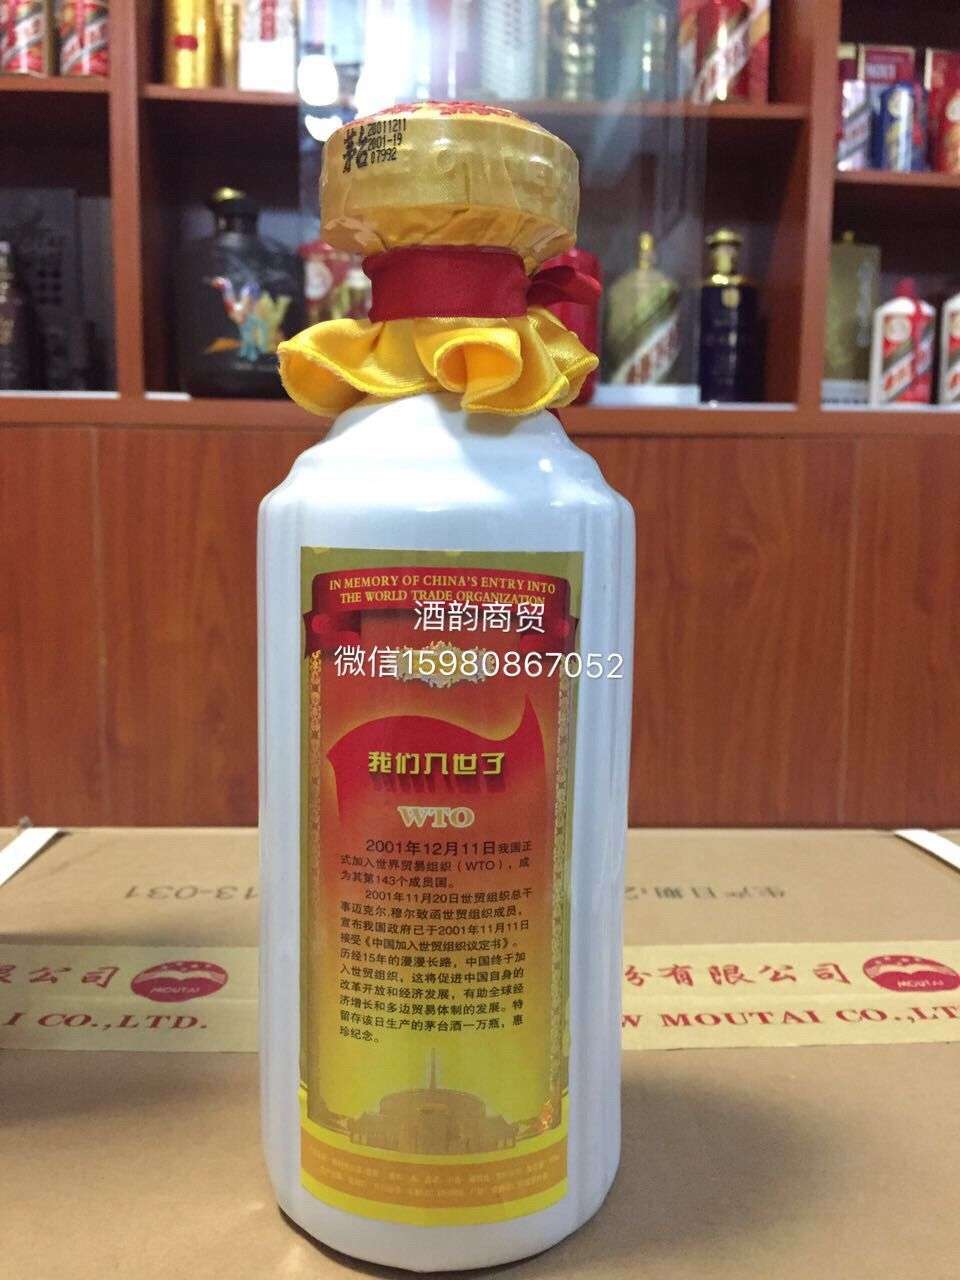 茅台
20011211
2001-19
07992
IN MEMORY OF CHINA'S ENTRY INTO
THE WORLD TRADE ORGANIZATION
酒韵商贸
微信15980867052
我们入世了
WTO
2001年12月11日我国正
式加入世界贸易组织（WTO），成
为其第143个成员国。
2001年11月20日世贸组织总干
事迈克尔.穆尔致函世贸组织成员，
宣布我国政府已于2001年11月11日
接受《中国加入世贸组织议定书》。
历经15年的漫漫长路，中国终于加
入世贸组织，这将促进中国自身的
改革开放和经济发展，有助全球经
济增长和多边贸易体制的发展。特
留存该日生产的茅台酒一万瓶，惠
珍纪念。
13-031
生产日期:2
限公司
MOUTAI
份有限公司
MOUTAI
I CO.,LTD.
W MOUTAI CO.,LT